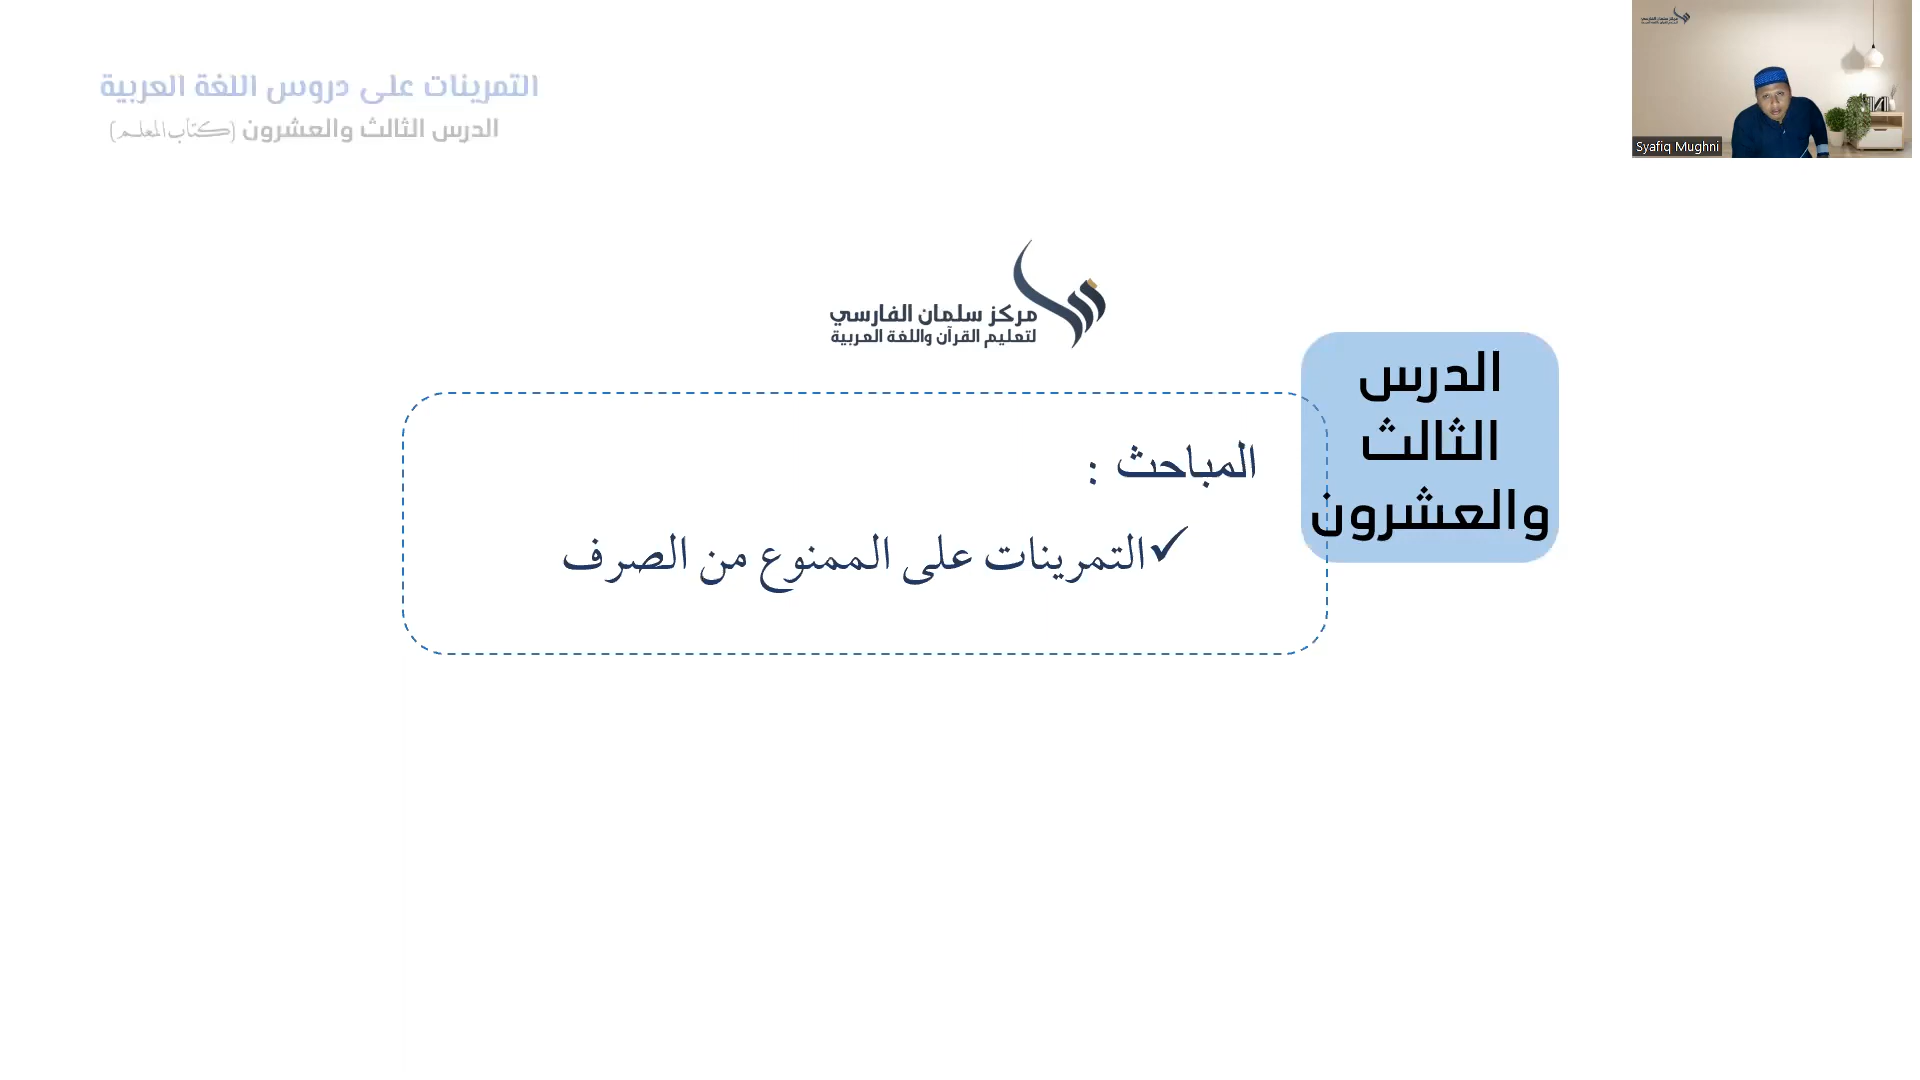 التمرينات على دروس اللغة العربية
الدرس الثالث والعشرون (كتاب المعلم)
Syafiq Mughni
مركز سلمان الفارسي
لتعليم القرآن واللغة العربية
الدرس
الثالث
والعشرون
المباحث :
✓التمرينات على الممنوع من الصرف